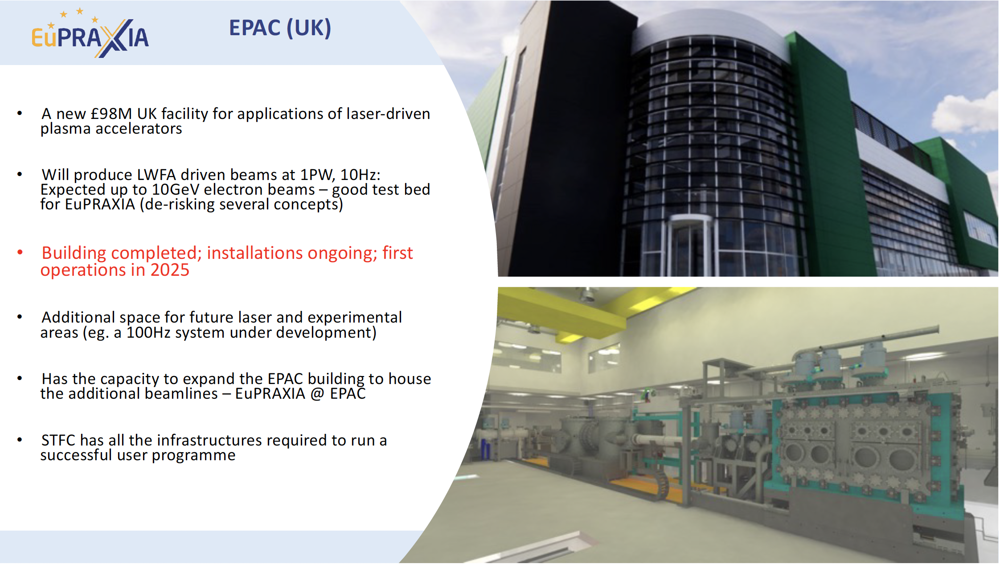 EuPRAXIA
EPAC (UK)
• A new £98M UK facility for applications of laser-driven
plasma accelerators
• Will produce LWFA driven beams at 1PW, 10Hz:
Expected up to 10GeV electron beams – good test bed
for EuPRAXIA (de-risking several concepts)
• Building completed; installations ongoing; first
operations in 2025
• Additional space for future laser and experimental
areas (eg. a 100Hz system under development)
• Has the capacity to expand the EPAC building to house
the additional beamlines – EuPRAXIA @ EPAC
• STFC has all the infrastructures required to run a
successful user programme